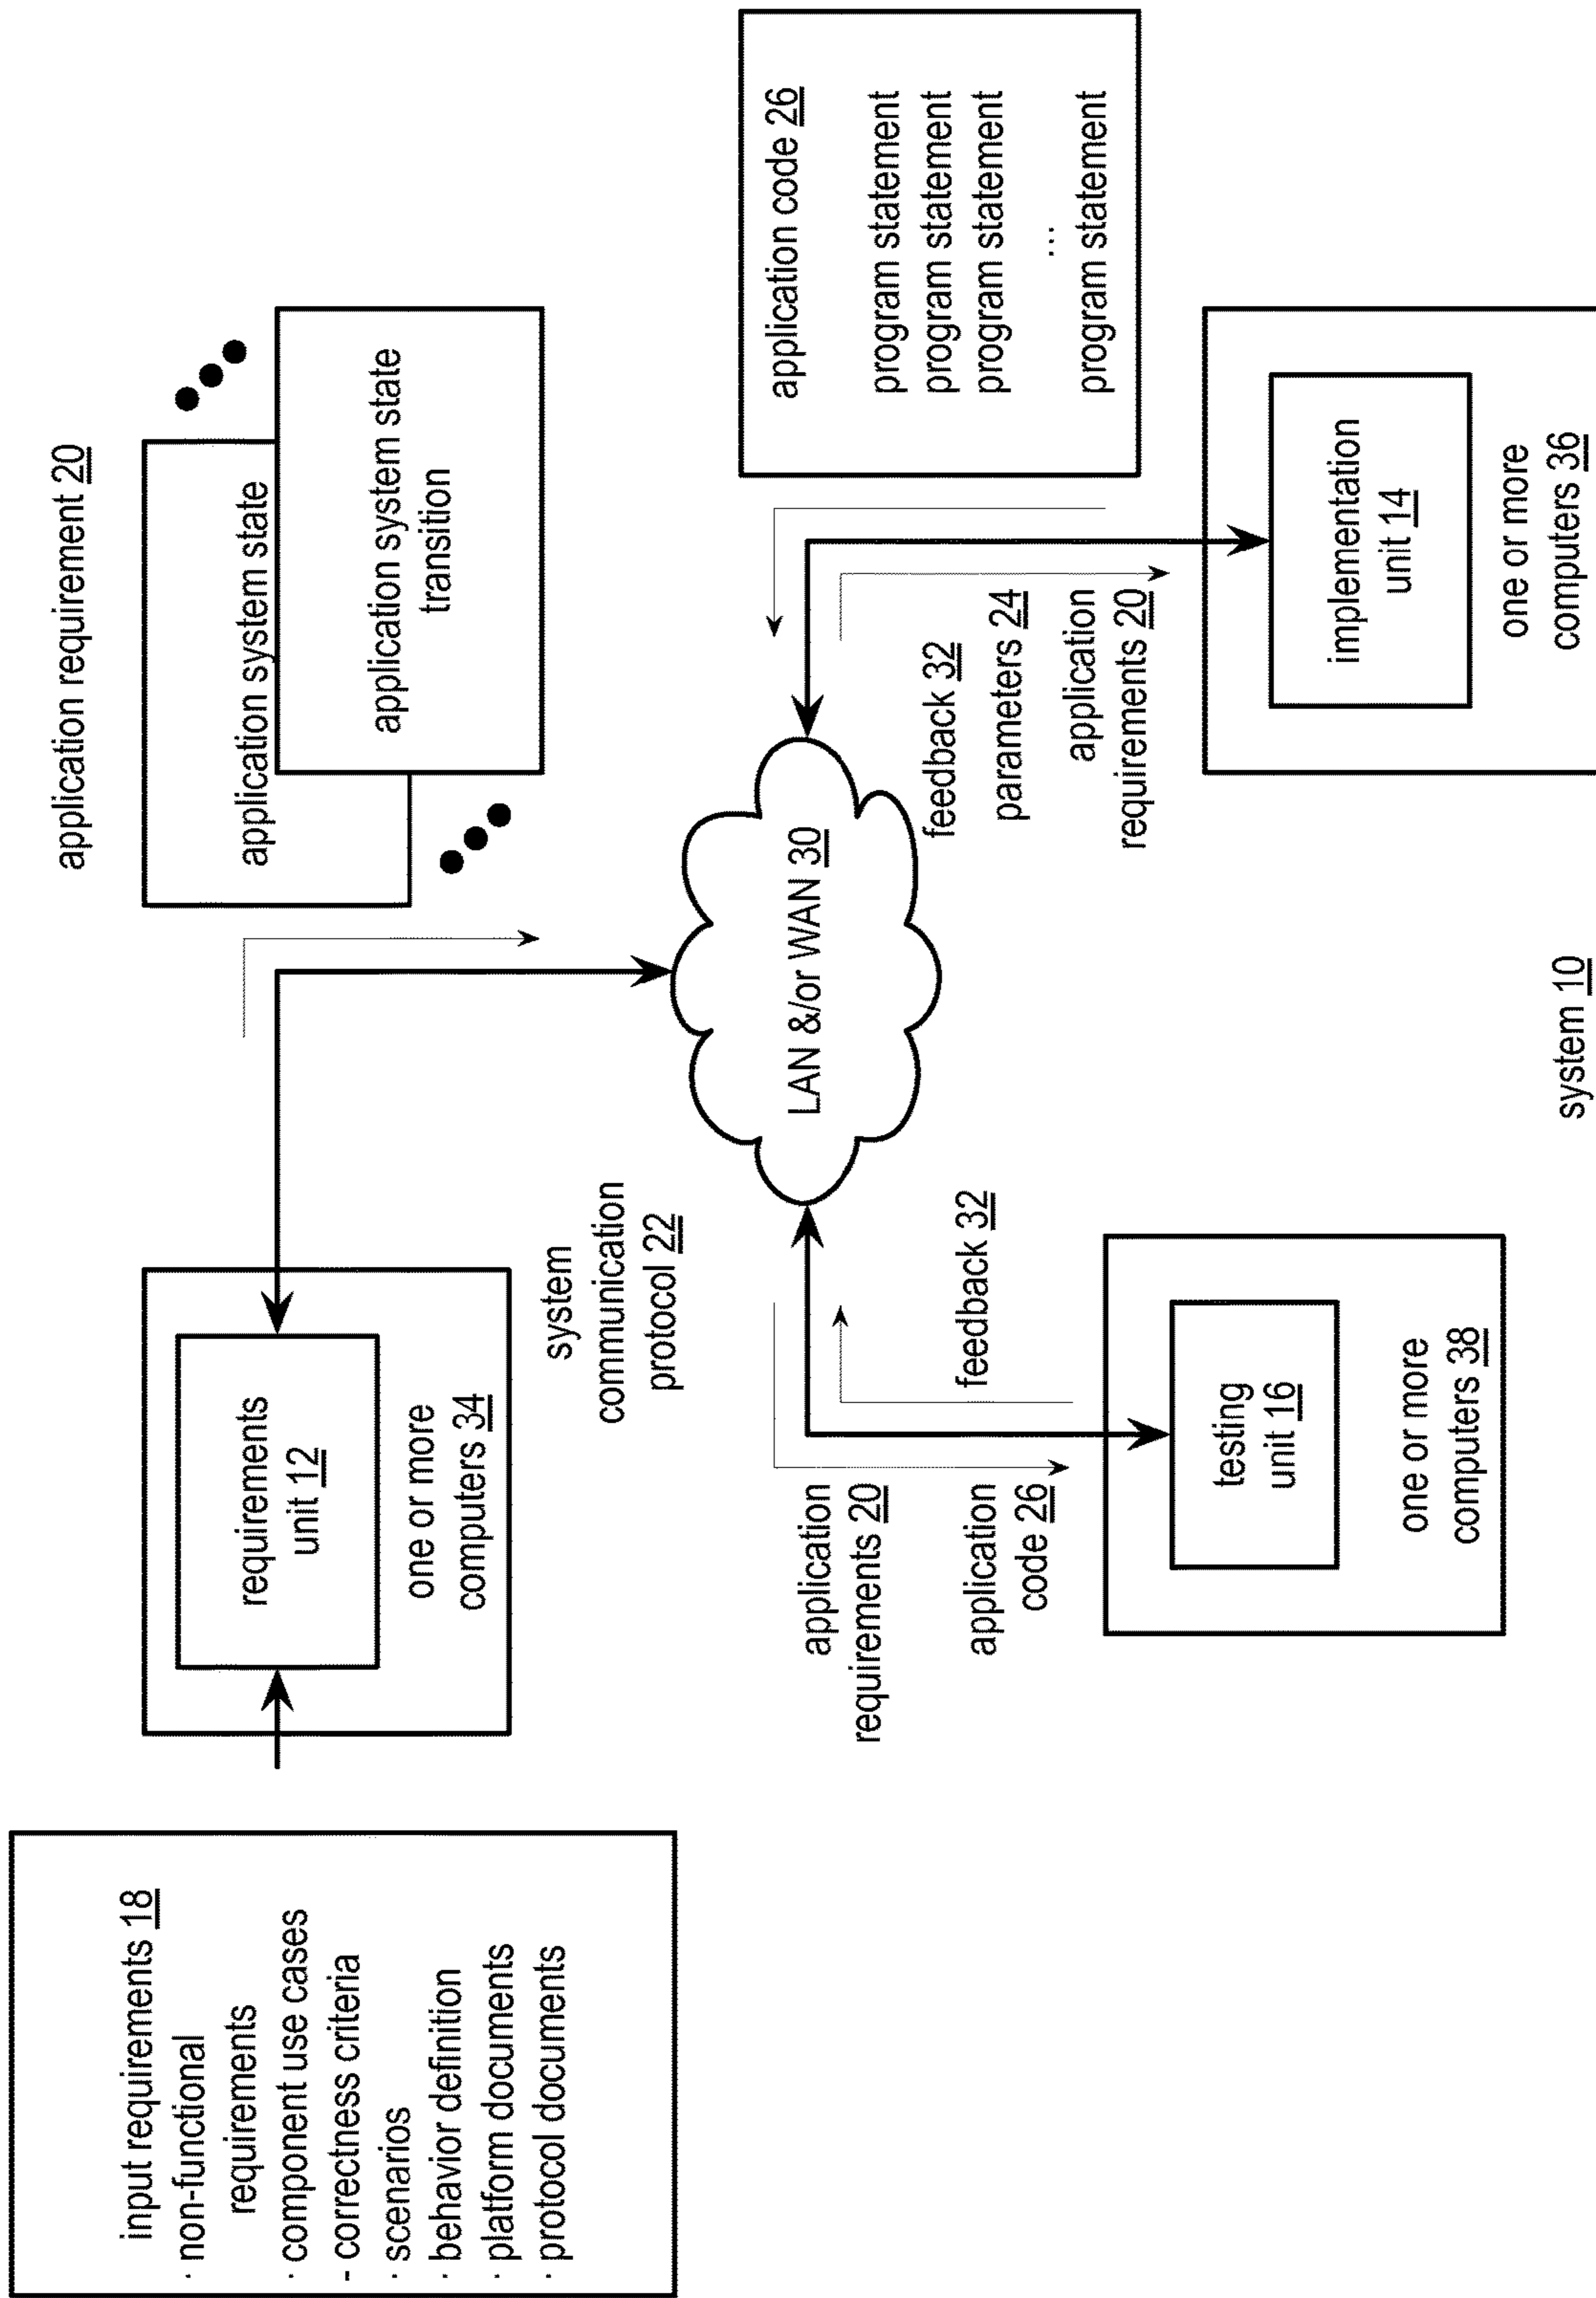 input requirements 18
· non-functional
requirements
· component use cases
- correctness criteria
· scenarios
· behavior definition
· platform documents
· protocol documents
requirements
unit 12
one or more
computers 34
application requirement 20
application system state
application system state
transition
system
communication
protocol 22
LAN &/or WAN 30
application
requirements 20
application
code 26
feedback 32
testing
unit 16
one or more
computers 38
feedback 32
parameters 24
application
requirements 20
application code 26
program statement
program statement
program statement
...
program statement
implementation
unit 14
one or more
computers 36
system 10